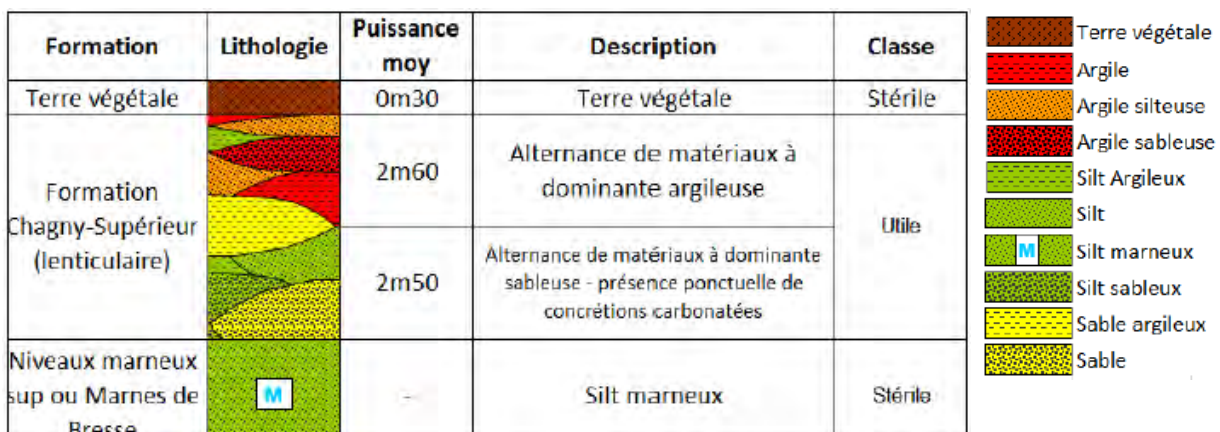 Formation
Lithologie
Puissance
moy
Description
Classe
Terre végétale
0m30
Terre végétale
Stérile
Formation
Chagny-Supérieur
(lenticulaire)
2m60
Alternance de matériaux à
dominante argileuse
Utile
2m50
Alternance de matériaux à dominante
sableuse - présence ponctuelle de
concrétions carbonatées
Niveaux marneux
sup ou Marnes de
Bresse
M
-
Silt marneux
Stérile
Terre végétale
Argile
Argile silteuse
Argile sableuse
Silt Argileux
Silt
M Silt marneux
Silt sableux
Sable argileux
Sable